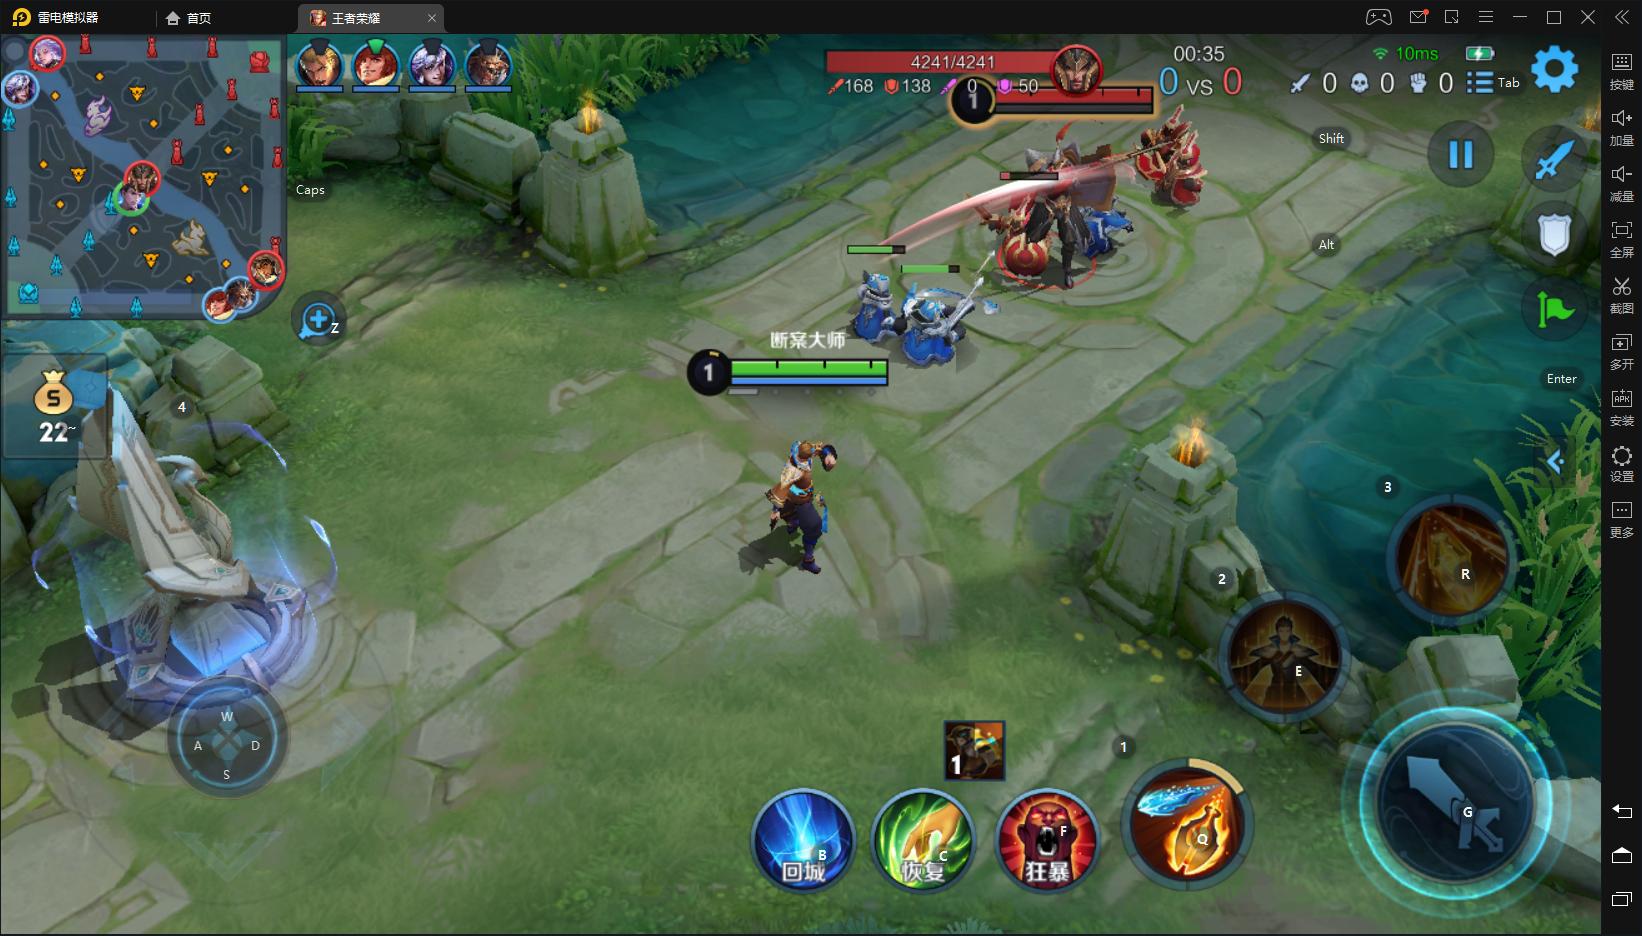 雷电模拟器
首页
王者荣耀
4241/4241
168 138 0 50
1
00:35
0 VS 0
10ms
0 0 0 Tab
Shift
Caps
Alt
Z
Enter
断案大师
1
S
22~
4
3
R
2
E
W
A D
S
1
1
G
Q
F
狂暴
C
恢复
B
回城
按键
加量
减量
全屏
截图
多开
APK
安装
设置
更多